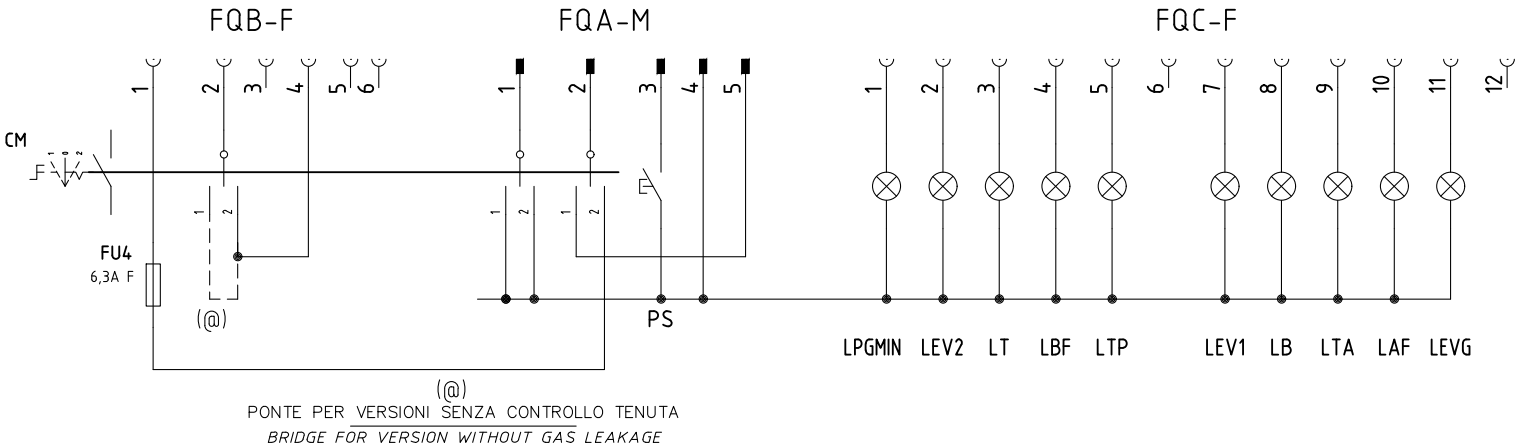 FQB-F FQA-M FQC-F
1 2 3 4 5 6 1 2 3 4 5 1 2 3 4 5 6 7 8 9 10 11 12
CM
1 0 2
1 2 1 2 1 2
FU4
6,3A F
(@)
PS
LPGMIN LEV2 LT LBF LTP LEV1 LB LTA LAF LEVG
(@)
PONTE PER VERSIONI SENZA CONTROLLO TENUTA
BRIDGE FOR VERSION WITHOUT GAS LEAKAGE